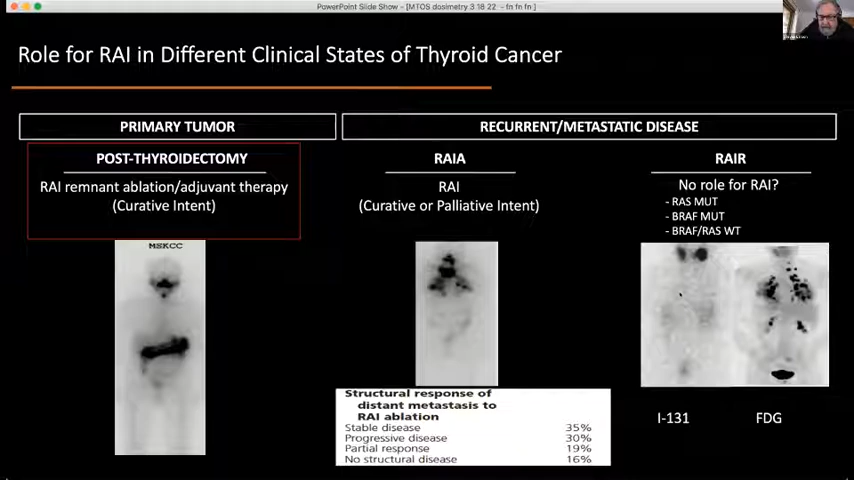 PowerPoint Slide Show - [MTOS dosimetry 3 18 22 - fn fn fn ]
Role for RAI in Different Clinical States of Thyroid Cancer
PRIMARY TUMOR
POST-THYROIDECTOMY
RAI remnant ablation/adjuvant therapy
(Curative Intent)
MSKCC
RECURRENT/METASTATIC DISEASE
RAIA
RAI
(Curative or Palliative Intent)
Structural response of
distant metastasis to
RAI ablation
Stable disease 35%
Progressive disease 30%
Partial response 19%
No structural disease 16%
RAIR
No role for RAI?
- RAS MUT
- BRAF MUT
- BRAF/RAS WT
I-131
FDG